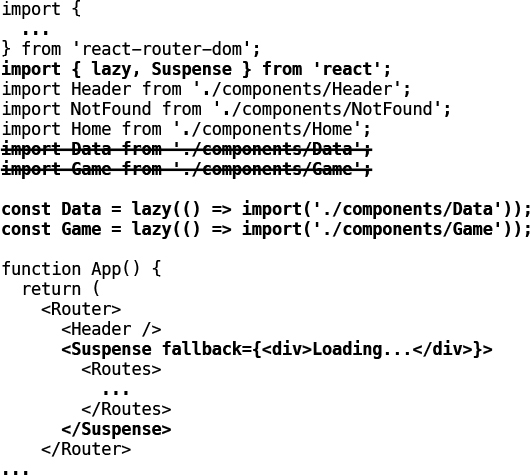 import {
  ...
} from 'react-router-dom';
import { lazy, Suspense } from 'react';
import Header from './components/Header';
import NotFound from './components/NotFound';
import Home from './components/Home';
import Data from './components/Data';
import Game from './components/Game';

const Data = lazy(() => import('./components/Data'));
const Game = lazy(() => import('./components/Game'));

function App() {
  return (
    <Router>
      <Header />
      <Suspense fallback={<div>Loading...</div>}>
        <Routes>
          ...
        </Routes>
      </Suspense>
    </Router>
...